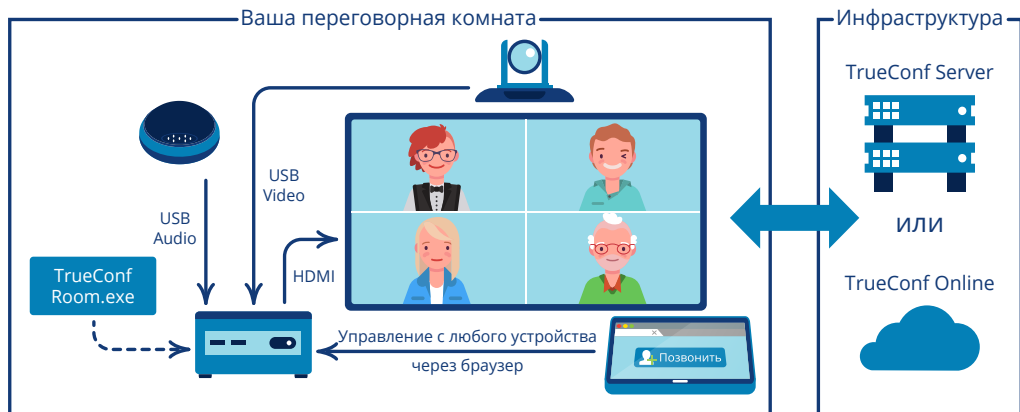 Ваша переговорная комната
Инфраструктура
TrueConf Server
USB
Video
USB
Audio
или
HDMI
TrueConf
Room.exe
TrueConf Online
Управление с любого устройства
через браузер
Позвонить